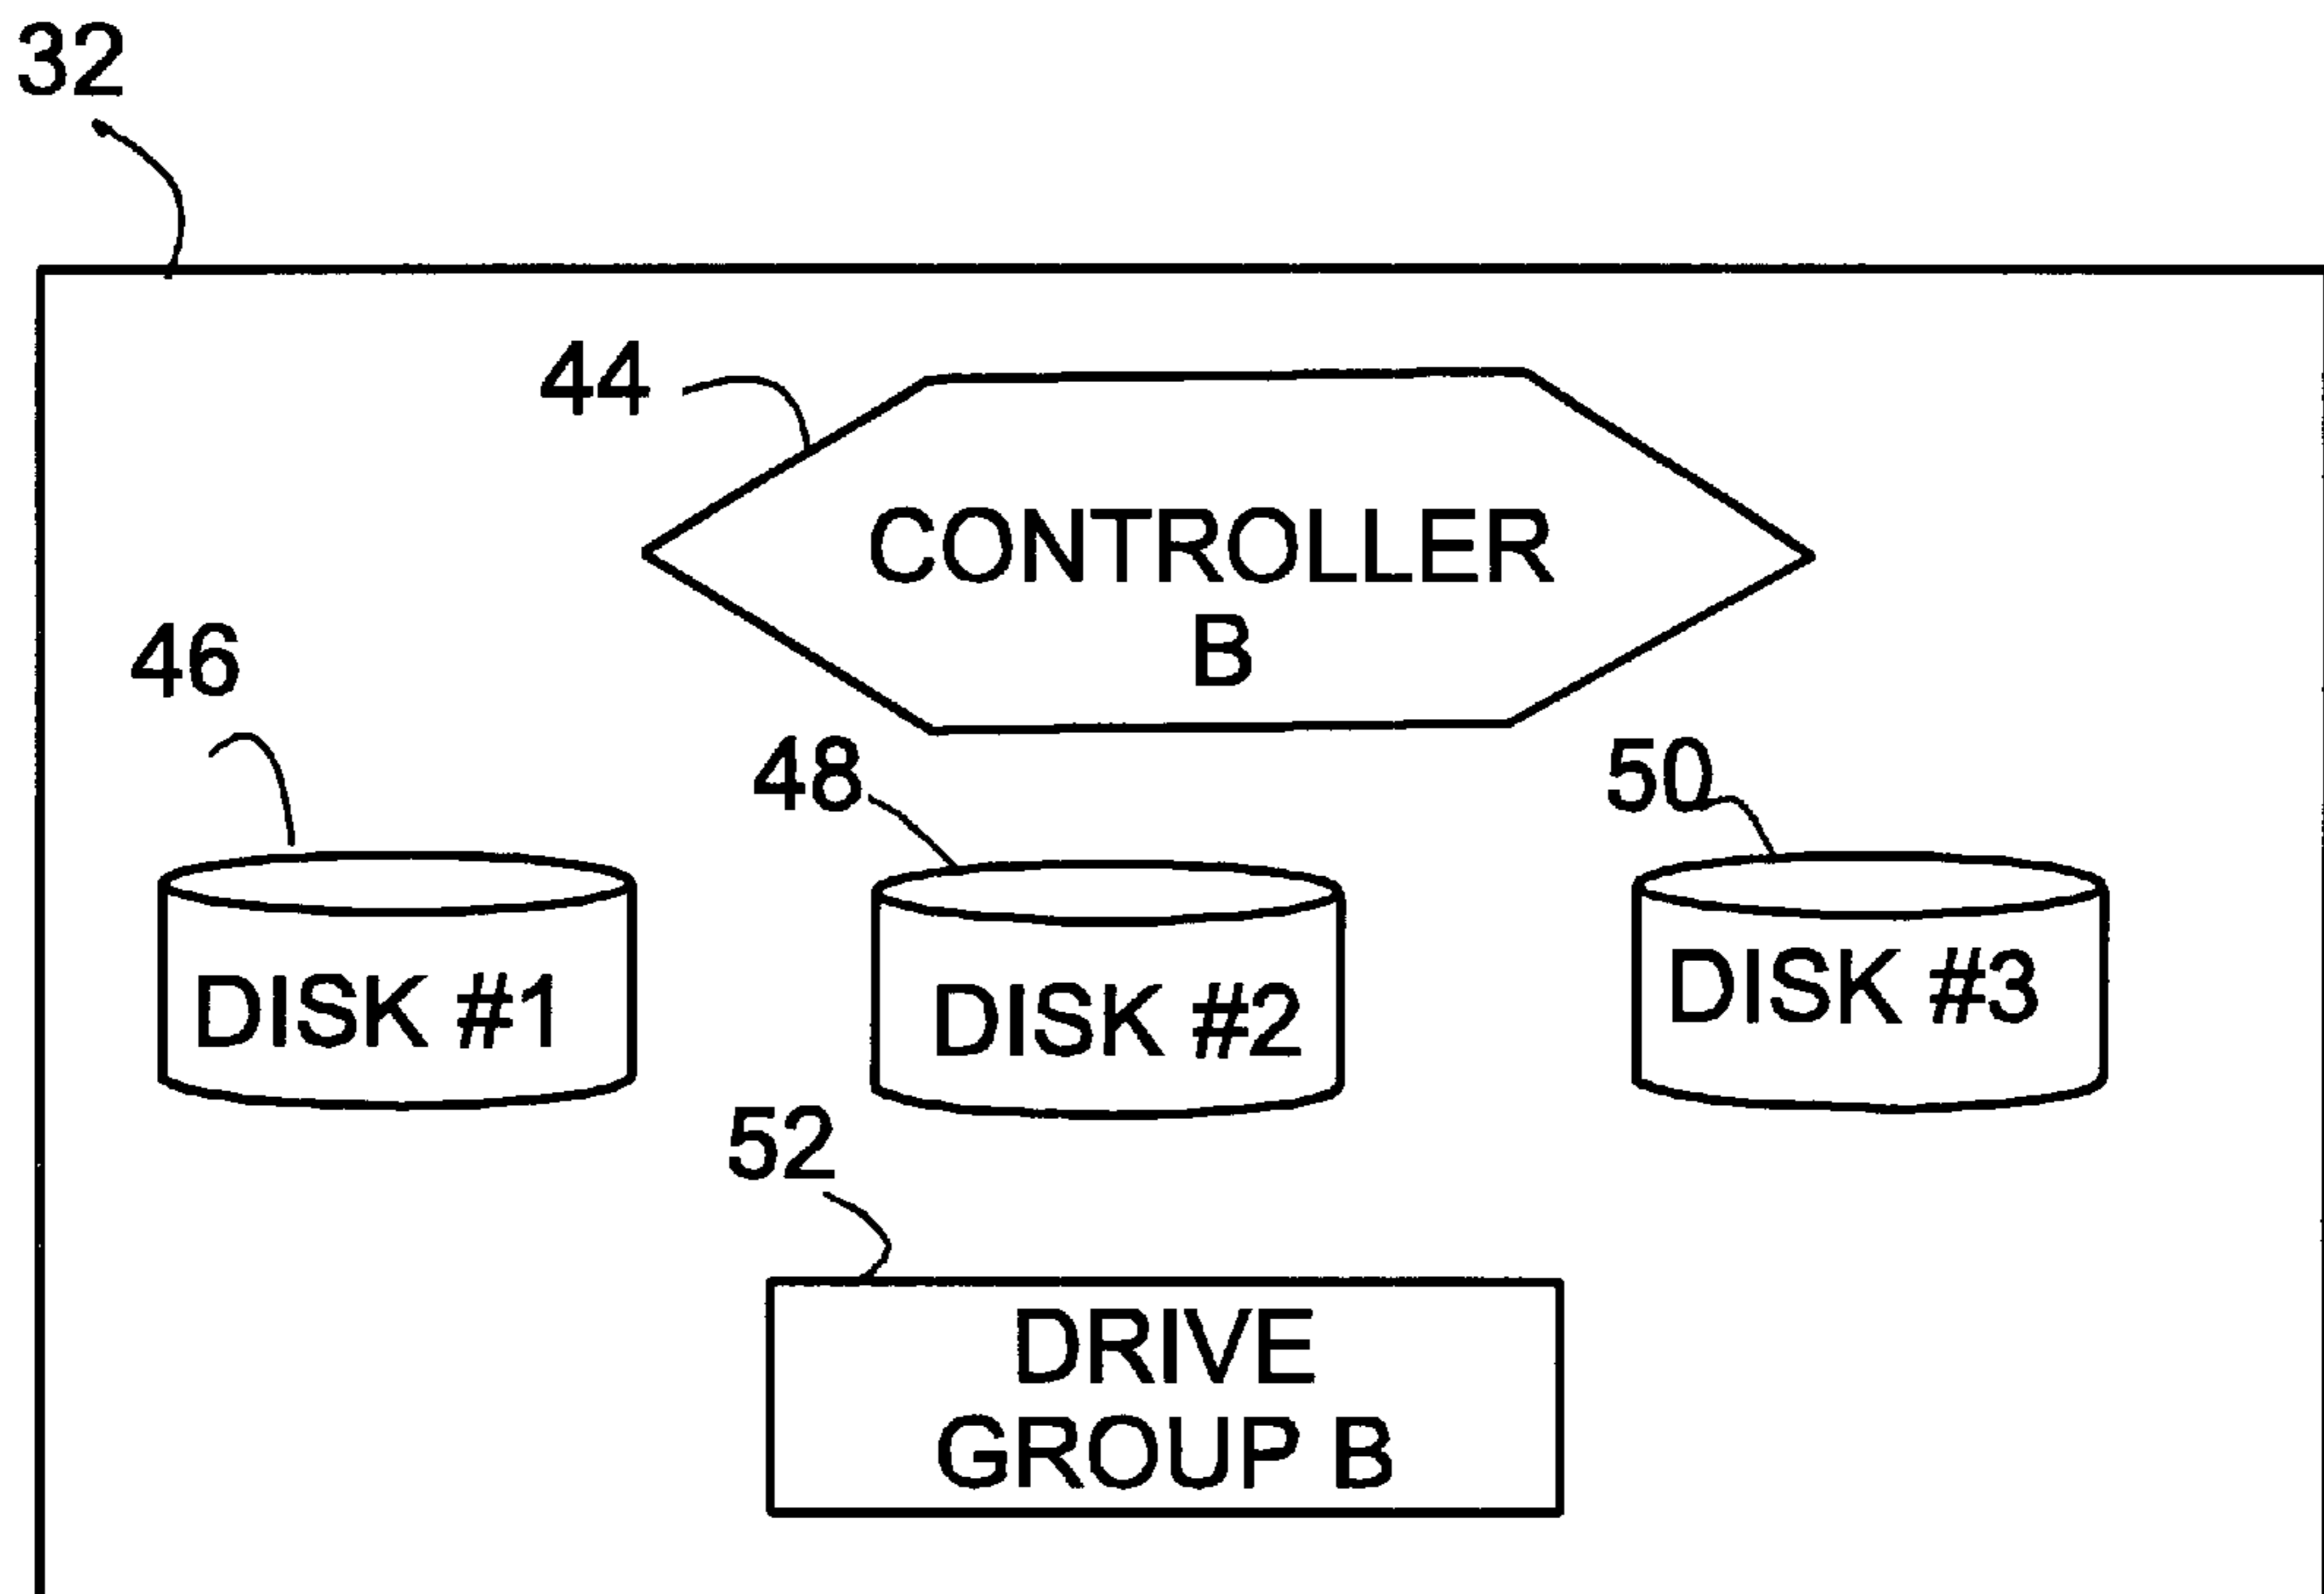 32
44
CONTROLLER
B
46
48
50
DISK #1
DISK #2
DISK #3
52
DRIVE
GROUP B